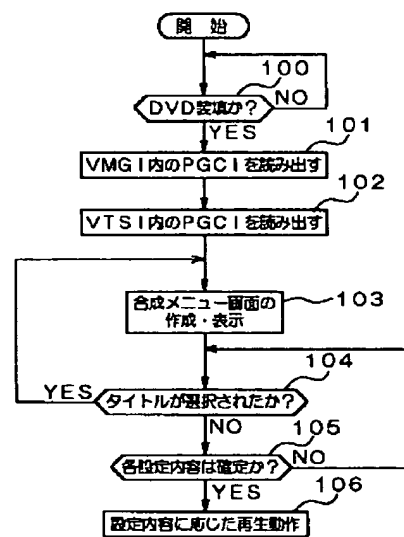 開始
100
DVD装填か?
NO
YES
101
VMGI内のPGCIを読み出す
102
VTSI内のPGCIを読み出す
合成メニュー画面の
作成・表示
103
104
YES
タイトルが選択されたか?
NO
105
各設定内容は確定か?
NO
YES
106
設定内容に応じた再生動作